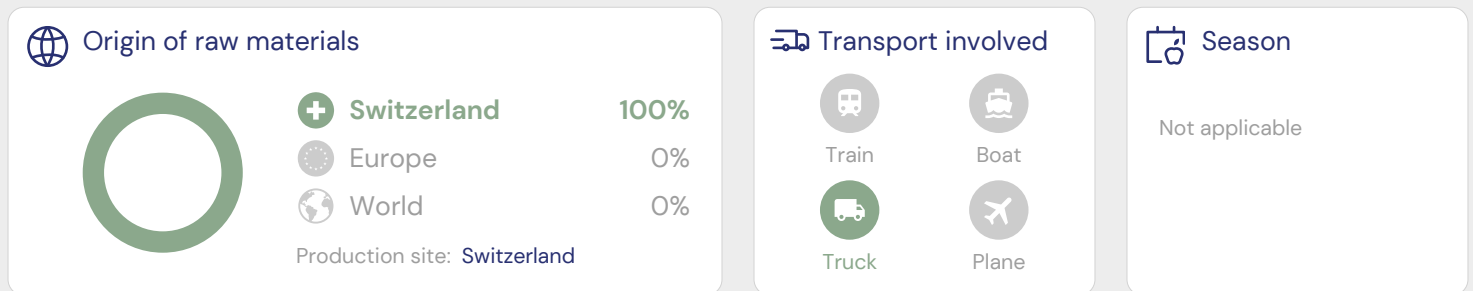 Origin of raw materials
Switzerland 100%
Europe 0%
World 0%
Production site: Switzerland
Transport involved
Train Boat
Truck Plane
Season
Not applicable